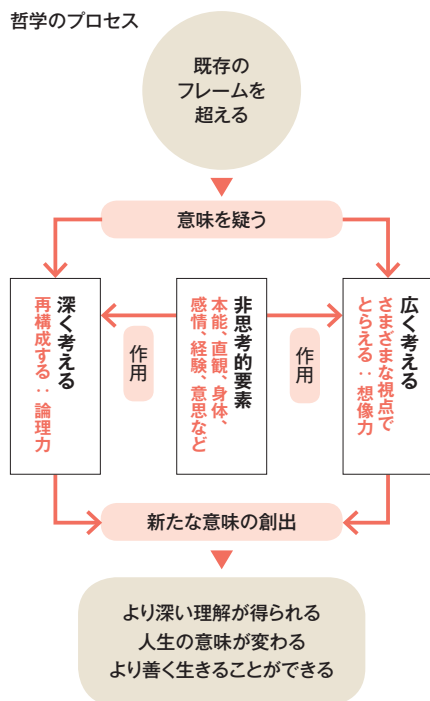 哲学のプロセス
既存の
フレームを
超える
意味を疑う
深く考える
再構成する：論理力
作用
非思考的要素
本能、直観、身体、
感情、経験、意思など
作用
広く考える
さまざまな視点で
とらえる：想像力
新たな意味の創出
より深い理解が得られる
人生の意味が変わる
より善く生きることができる